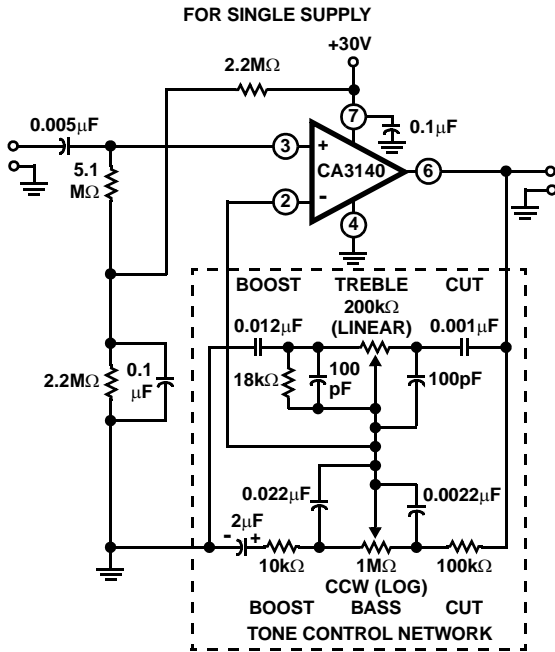 FOR SINGLE SUPPLY
+30V
2.2MΩ
7
0.005μF
0.1μF
3
+
CA3140
6
5.1
MΩ
2
-
4
BOOST TREBLE CUT
200kΩ
(LINEAR)
0.012μF
0.001μF
18kΩ
100
pF
100pF
2.2MΩ
0.1
μF
0.022μF
0.0022μF
- 2μF +
10kΩ
1MΩ
100kΩ
CCW (LOG)
BOOST BASS CUT
TONE CONTROL NETWORK